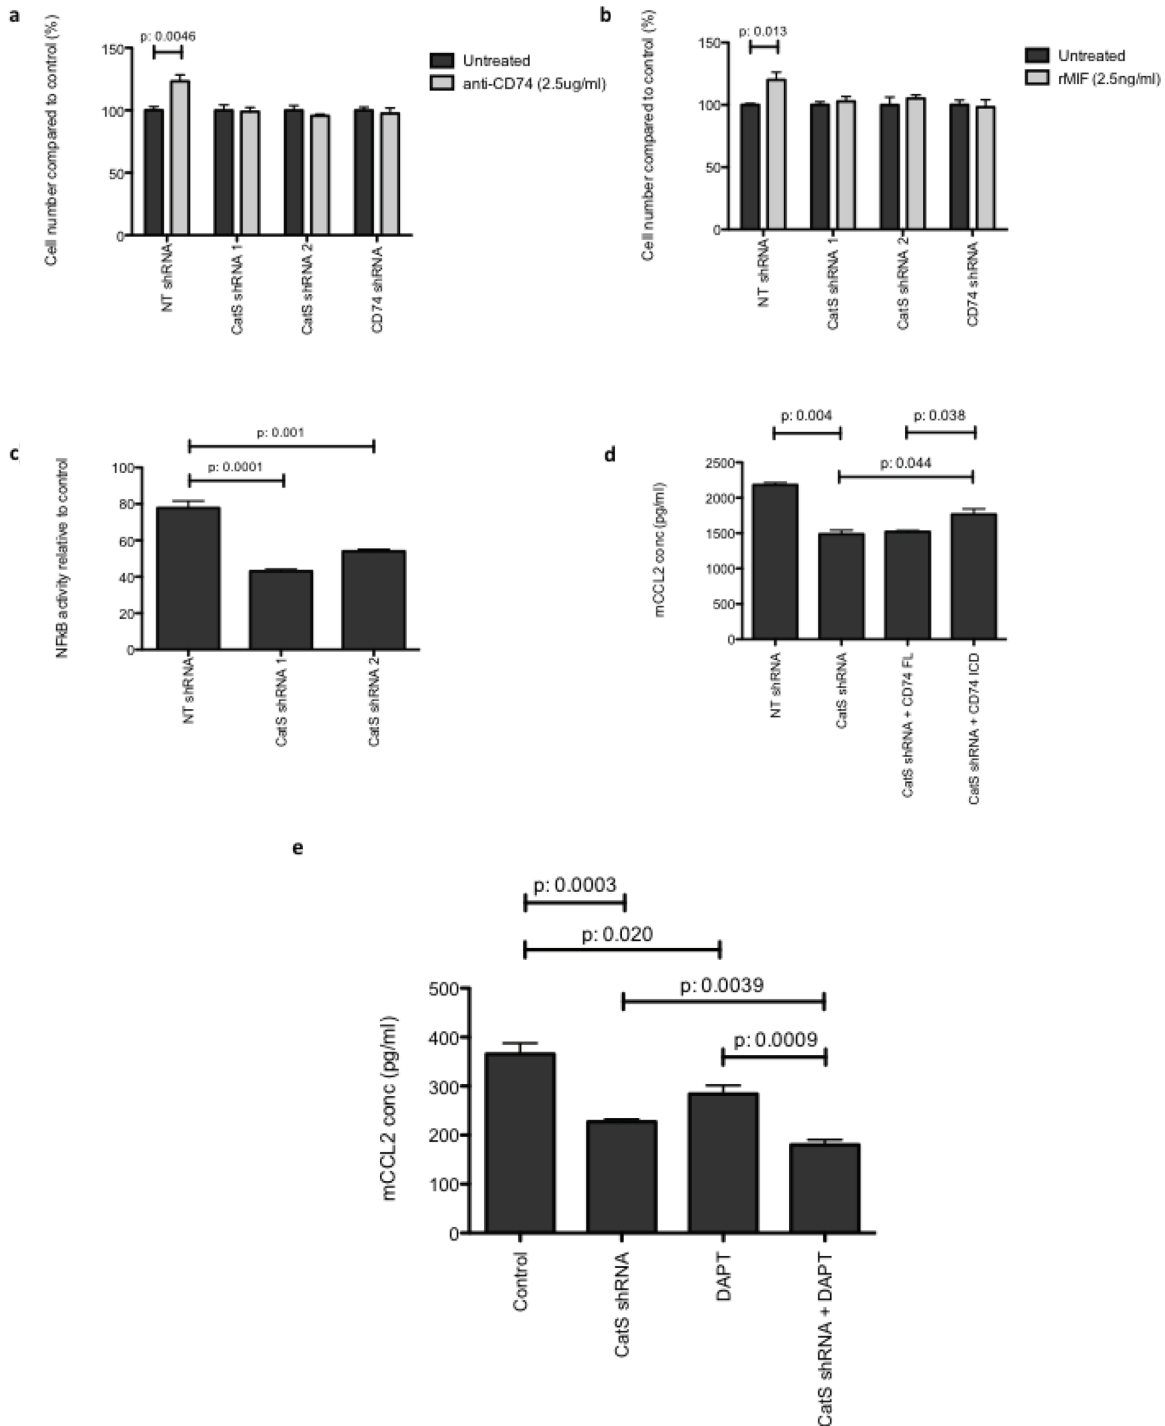 a
Cell number compared to control (%)
p: 0.0046
150
100
50
0
NT shRNA
CatS shRNA 1
CatS shRNA 2
CD74 shRNA
Untreated
anti-CD74 (2.5ug/ml)
b
Cell number compared to control (%)
p: 0.013
150
100
50
0
NT shRNA
CatS shRNA 1
CatS shRNA 2
CD74 shRNA
Untreated
rMIF (2.5ng/ml)
c
NFkB activity relative to control
p: 0.001
p: 0.0001
100
80
60
40
20
0
NT shRNA
CatS shRNA 1
CatS shRNA 2
d
mCCL2 conc (pg/ml)
p: 0.004
p: 0.038
p: 0.044
2500
2000
1500
1000
500
0
NT shRNA
CatS shRNA
CatS shRNA + CD74 FL
CatS shRNA + CD74 ICD
e
mCCL2 conc (pg/ml)
p: 0.0003
p: 0.020
p: 0.0039
p: 0.0009
500
400
300
200
100
0
Control
CatS shRNA
DAPT
CatS shRNA + DAPT